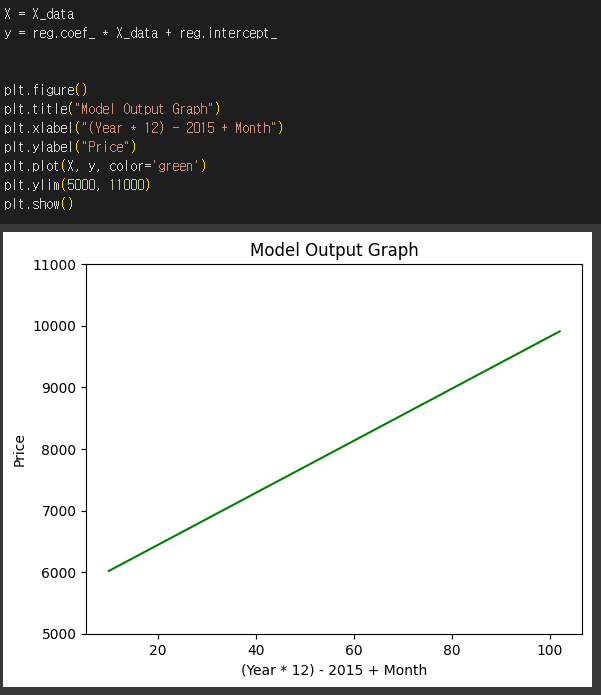 X = X_data
y = reg.coef_ * X_data + reg.intercept_
plt.figure()
plt.title("Model Output Graph")
plt.xlabel("(Year * 12) - 2015 + Month")
plt.ylabel("Price")
plt.plot(X, y, color='green')
plt.ylim(5000, 11000)
plt.show()
Model Output Graph
11000
10000
9000
8000
7000
6000
5000
Price
20 40 60 80 100
(Year * 12) - 2015 + Month